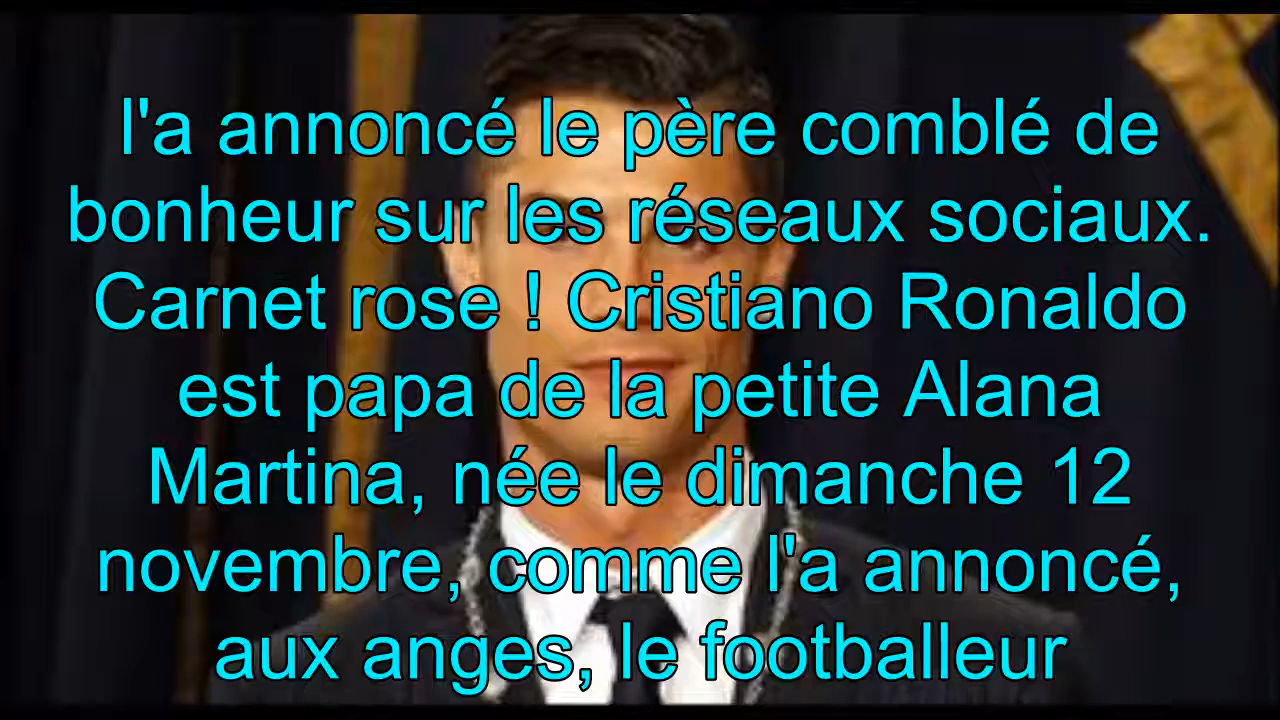 l'a annoncé le père comblé de
bonheur sur les réseaux sociaux.
Carnet rose ! Cristiano Ronaldo
est papa de la petite Alana
Martina, née le dimanche 12
novembre, comme l'a annoncé,
aux anges, le footballeur